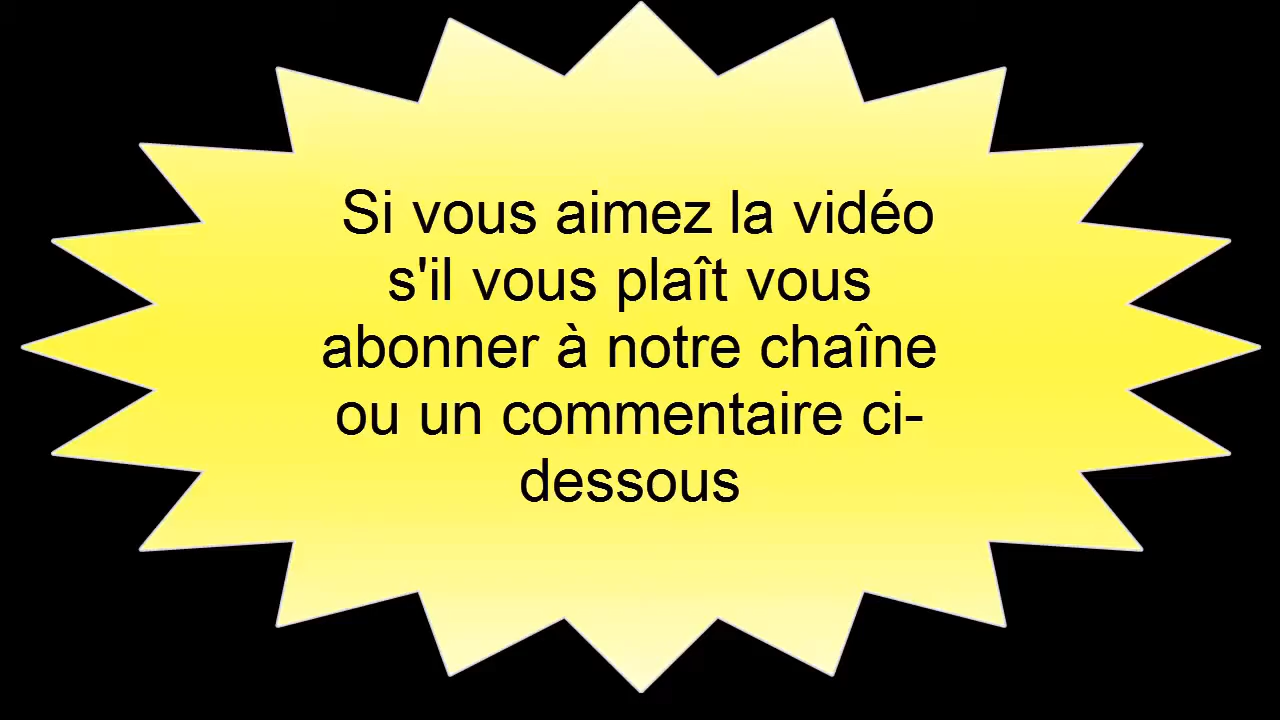 Si vous aimez la vidéo
s'il vous plaît vous
abonner à notre chaîne
ou un commentaire ci-
dessous